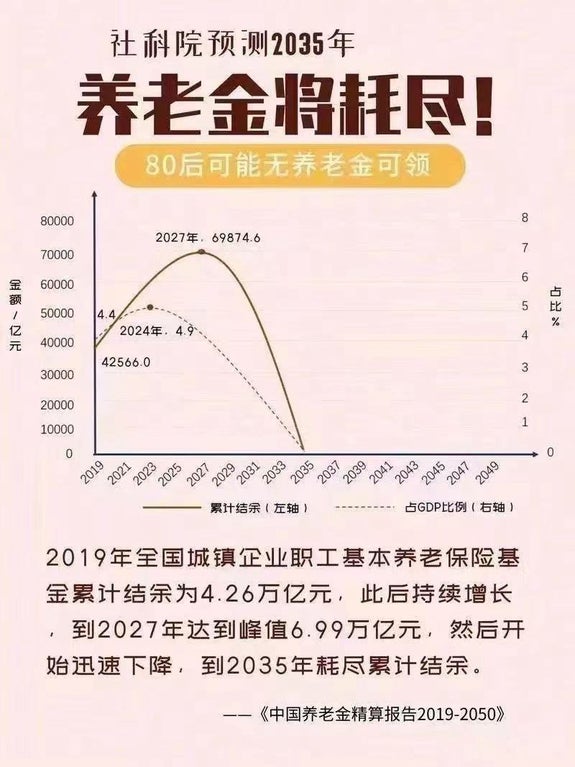 社科院预测2035年
养老金将耗尽!
80后可能无养老金可领
80000
70000
60000
50000
40000
30000
20000
10000
0
金额/亿元
8
7
6
5
4
3
2
1
0
占比%
2027年，69874.6
4.4
2024年，4.9
42566.0
2019 2021 2023 2025 2027 2029 2031 2033 2035 2037 2039 2041 2043 2045 2047 2049
累计结余（左轴） 占GDP比例（右轴）
2019年全国城镇企业职工基本养老保险基
金累计结余为4.26万亿元，此后持续增长
，到2027年达到峰值6.99万亿元，然后开
始迅速下降，到2035年耗尽累计结余。
——《中国养老金精算报告2019-2050》